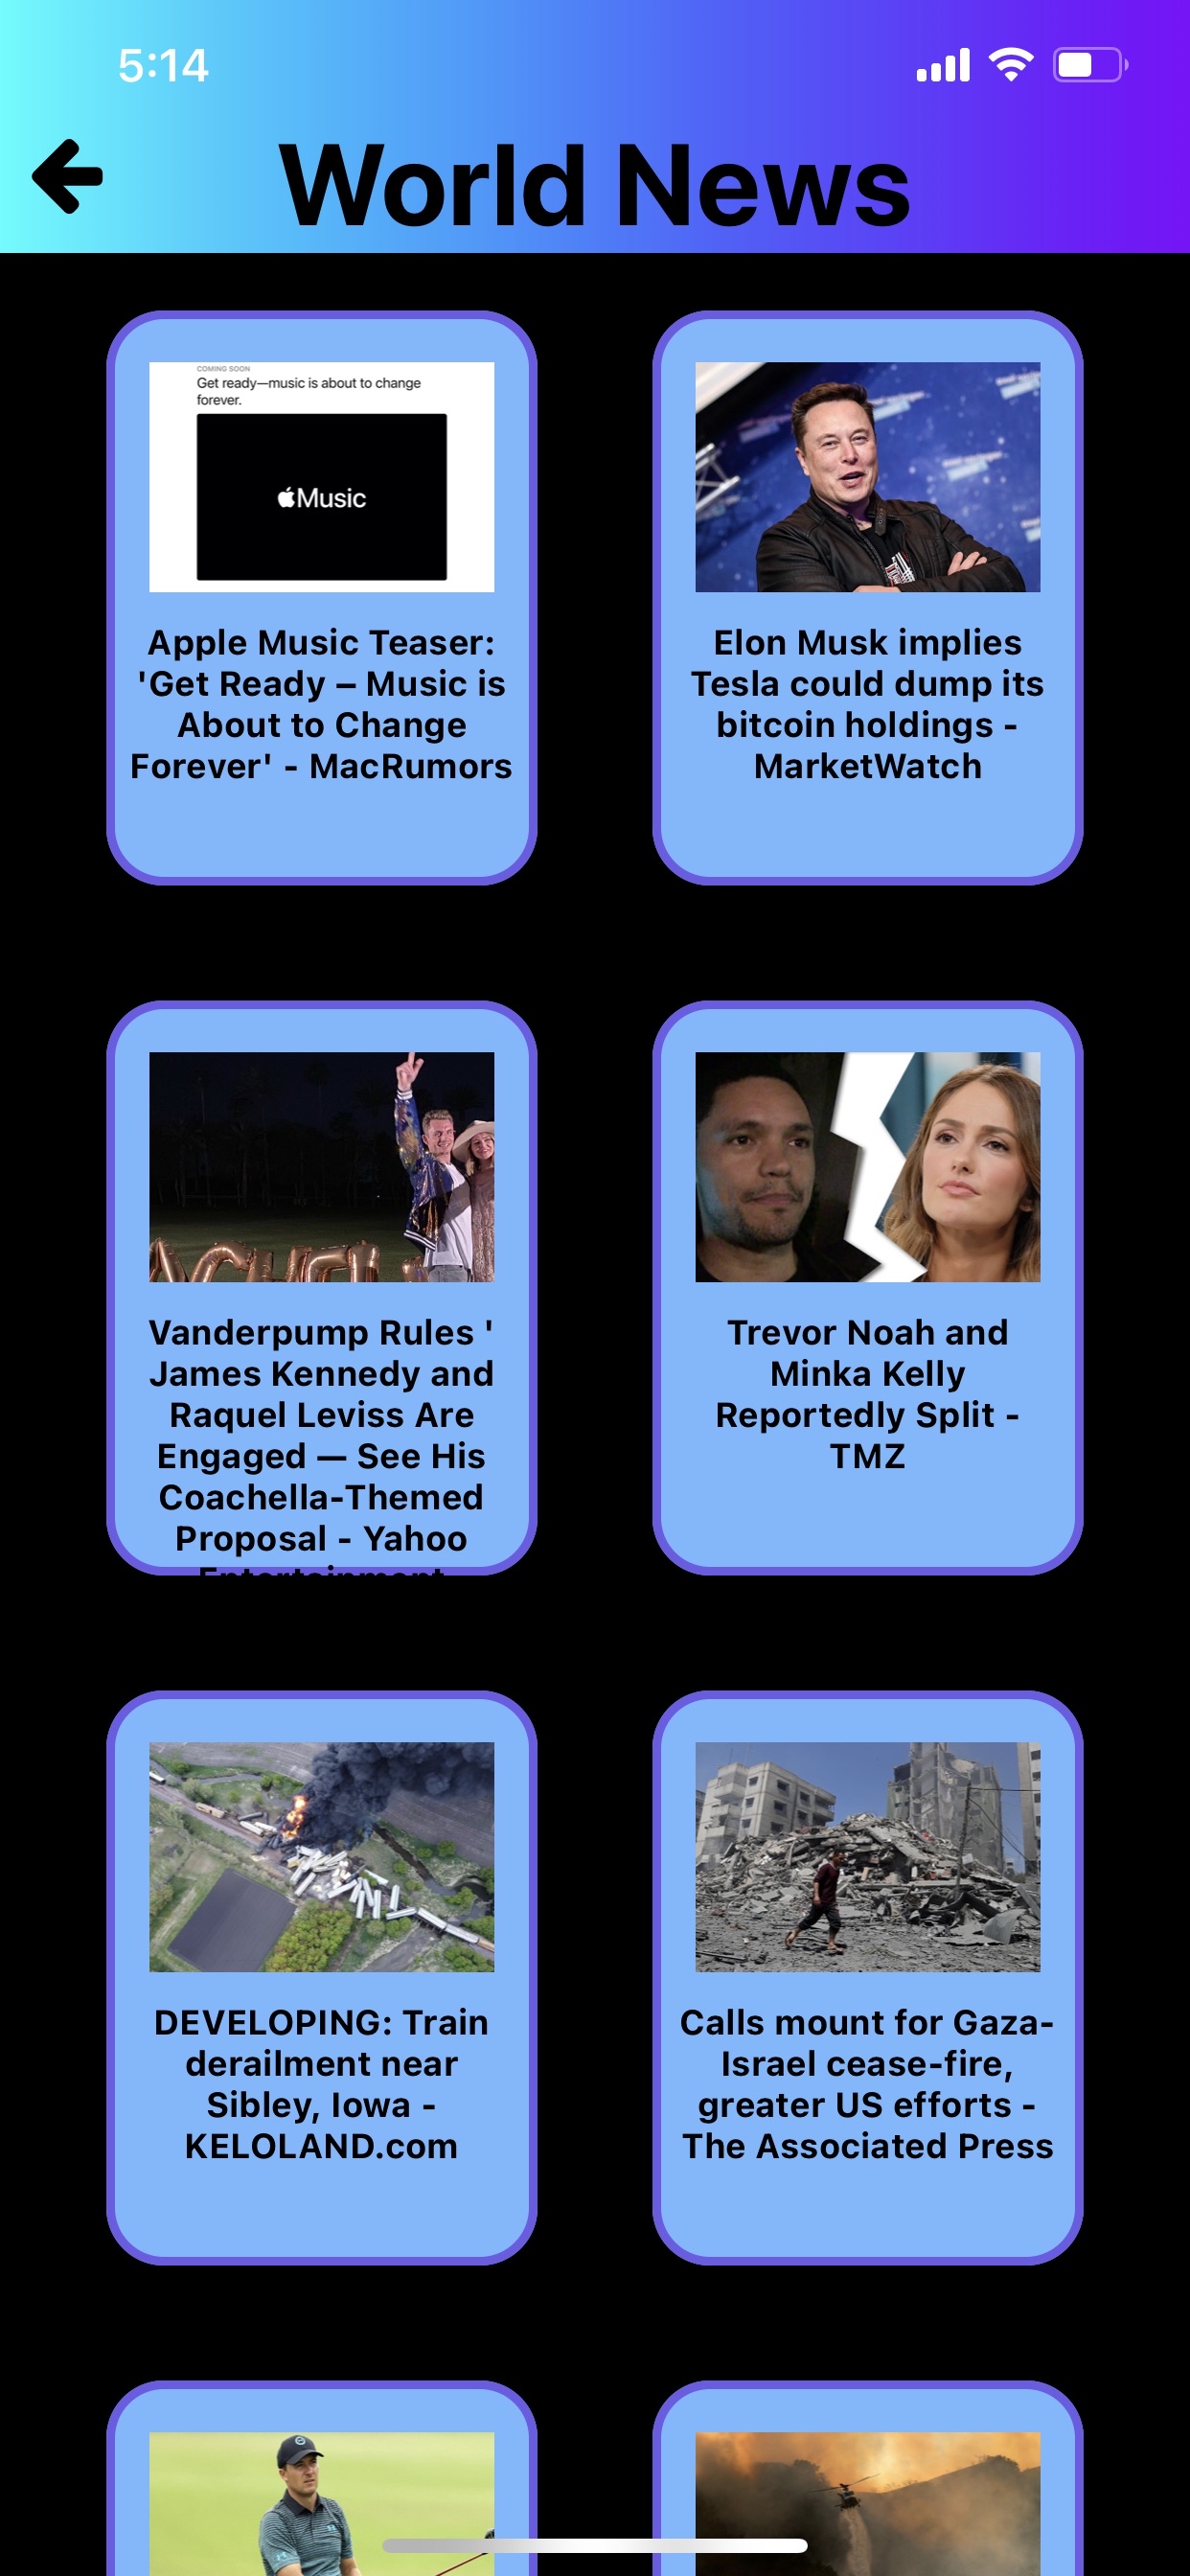 5:14
World News
COMING SOON
Get ready—music is about to change
forever.
Music
Apple Music Teaser:
'Get Ready – Music is
About to Change
Forever' - MacRumors
Elon Musk implies
Tesla could dump its
bitcoin holdings -
MarketWatch
Vanderpump Rules '
James Kennedy and
Raquel Leviss Are
Engaged — See His
Coachella-Themed
Proposal - Yahoo
Entertainment
Trevor Noah and
Minka Kelly
Reportedly Split -
TMZ
DEVELOPING: Train
derailment near
Sibley, Iowa -
KELOLAND.com
Calls mount for Gaza-
Israel cease-fire,
greater US efforts -
The Associated Press